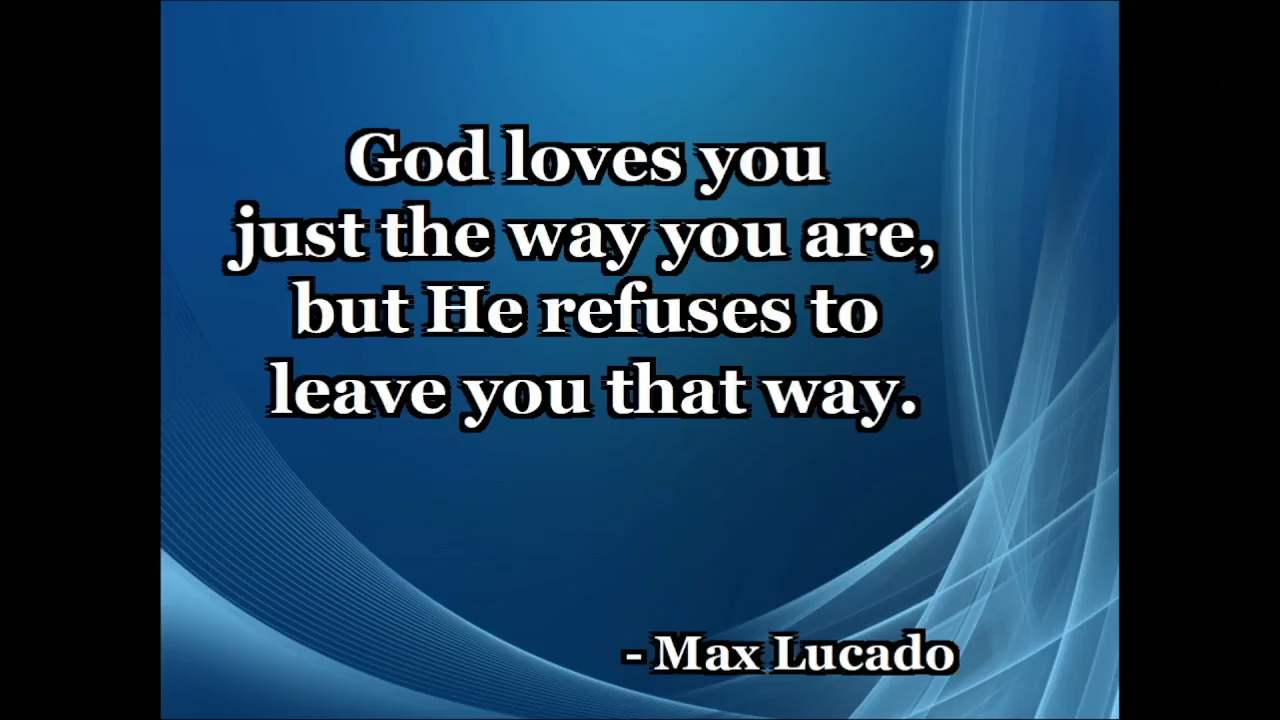 God loves you
just the way you are,
but He refuses to
leave you that way.
- Max Lucado